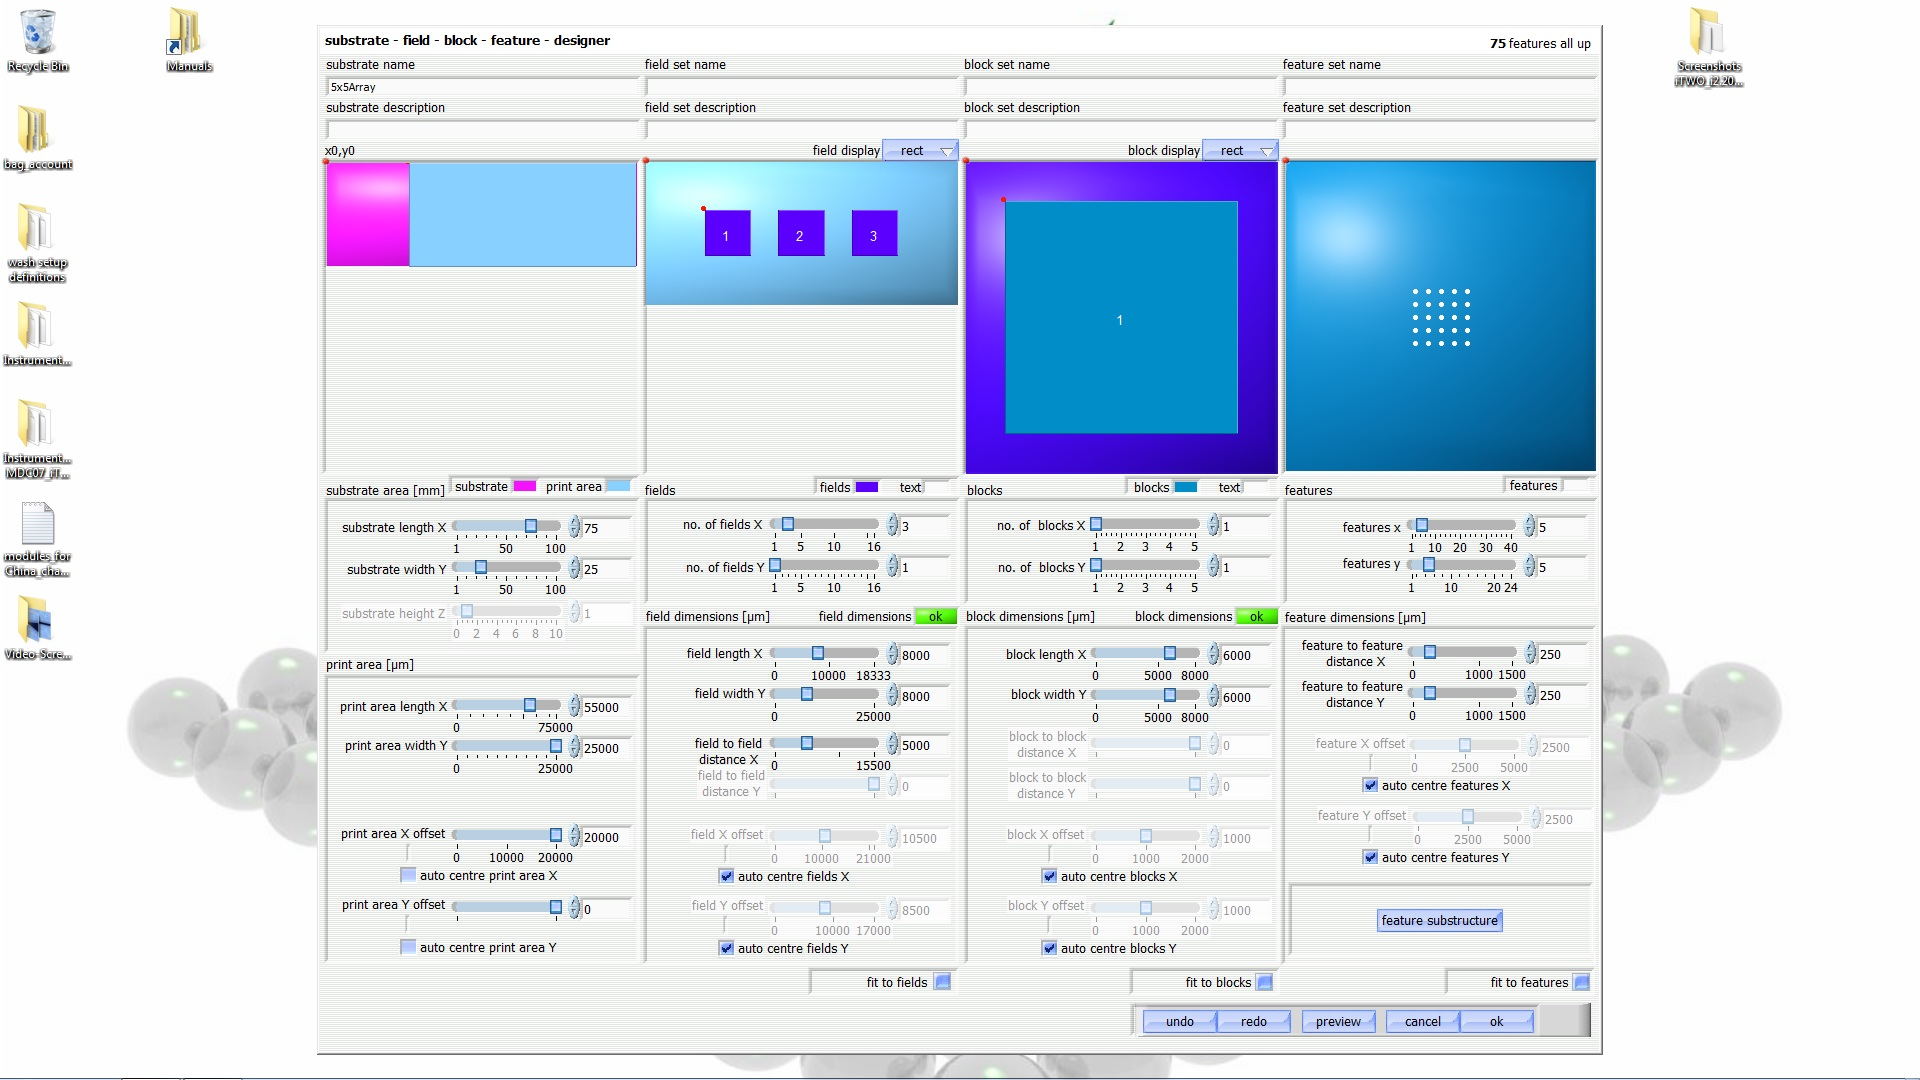 substrate - field - block - feature - designer
75 features all up
substrate name
field set name
block set name
feature set name
5x5Array
substrate description
field set description
block set description
feature set description
x0,y0
field display rect
block display rect
1 2 3
1
substrate area [mm] substrate print area
fields fields text
blocks blocks text
features features
substrate length X 75
1 50 100
substrate width Y 25
1 50 100
substrate height Z 1
0 2 4 6 8 10
print area [µm]
print area length X 55000
0 75000
print area width Y 25000
0 25000
print area X offset 20000
0 10000 20000
auto centre print area X
print area Y offset 0
auto centre print area Y
no. of fields X 3
1 5 10 16
no. of fields Y 1
1 5 10 16
field dimensions [µm] field dimensions ok
field length X 8000
0 10000 18333
field width Y 8000
0 25000
field to field
distance X 5000
0 15500
field to field
distance Y 0
field X offset 10500
0 10000 21000
auto centre fields X
field Y offset 8500
0 10000 17000
auto centre fields Y
fit to fields
no. of blocks X 1
1 2 3 4 5
no. of blocks Y 1
1 2 3 4 5
block dimensions [µm] block dimensions ok
block length X 6000
0 5000 8000
block width Y 6000
0 5000 8000
block to block
distance X 0
block to block
distance Y 0
block X offset 1000
0 1000 2000
auto centre blocks X
block Y offset 1000
0 1000 2000
auto centre blocks Y
fit to blocks
features x 5
1 10 20 30 40
features y 5
1 10 20 24
feature dimensions [µm]
feature to feature
distance X 250
0 1000 1500
feature to feature
distance Y 250
0 1000 1500
feature X offset 2500
0 2500 5000
auto centre features X
feature Y offset 2500
0 2500 5000
auto centre features Y
feature substructure
fit to features
undo redo preview cancel ok
Recycle Bin
Manuals
bag_account
wash setup
definitions
Instrument...
Instrument...
MDC07_iT...
modules_for
China_cha...
Video-Scre...
Screenshots
iTWO_i2.20...